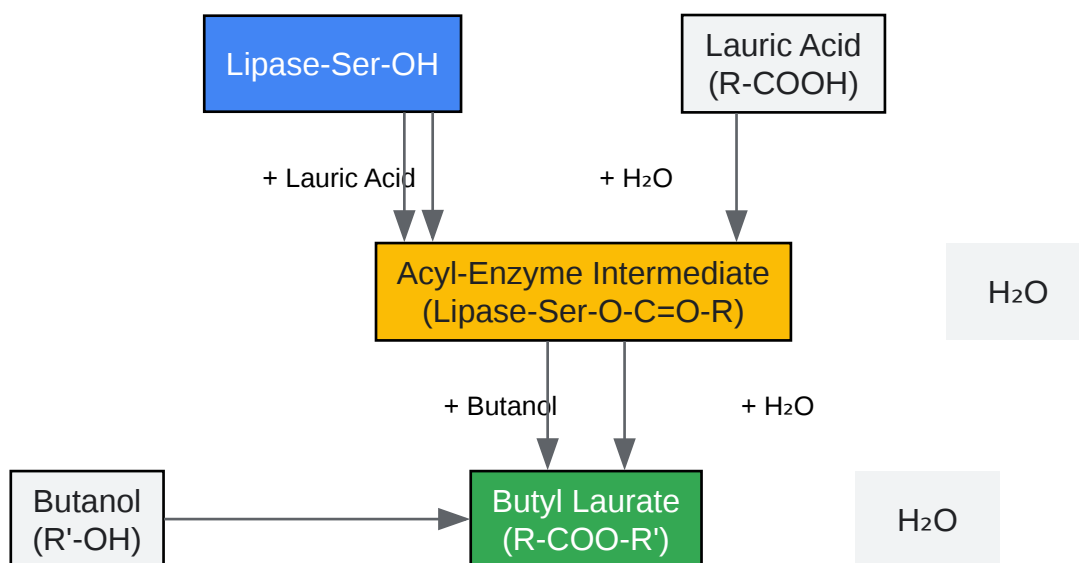 Lipase-Ser-OH
Lauric Acid
(R-COOH)
+ Lauric Acid
+ H₂O
Acyl-Enzyme Intermediate
(Lipase-Ser-O-C=O-R)
H₂O
+ Butanol
+ H₂O
Butanol
(R'-OH)
Butyl Laurate
(R-COO-R')
H₂O